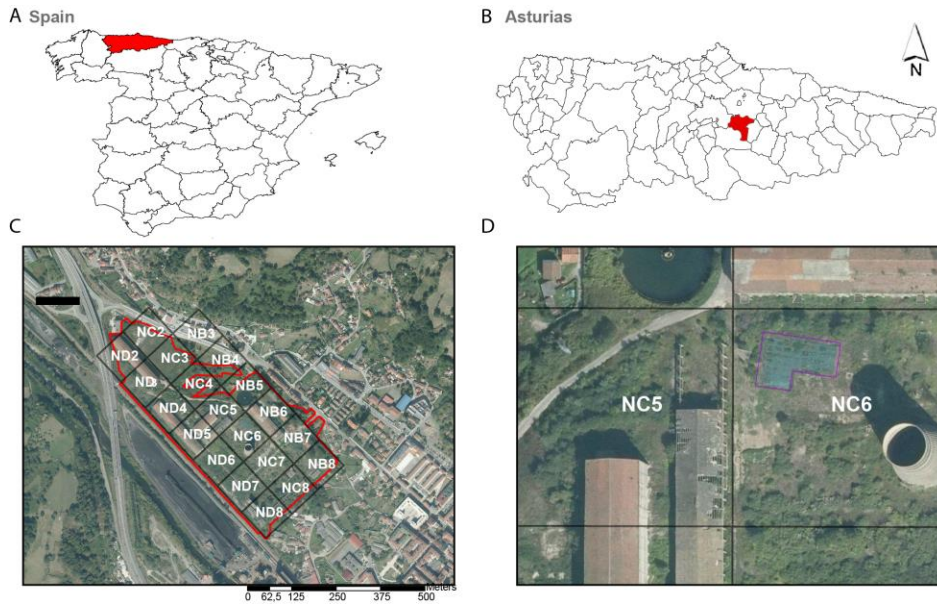 A Spain
B Asturias
N
C
D
NC2
NB3
ND2
NC3
NB4
ND3
NC4
NB5
ND4
NC5
NB6
ND5
NC6
NB7
ND6
NC7
NB8
ND7
NC8
ND8
NC5
NC6
Meters
0 62,5 125 250 375 500